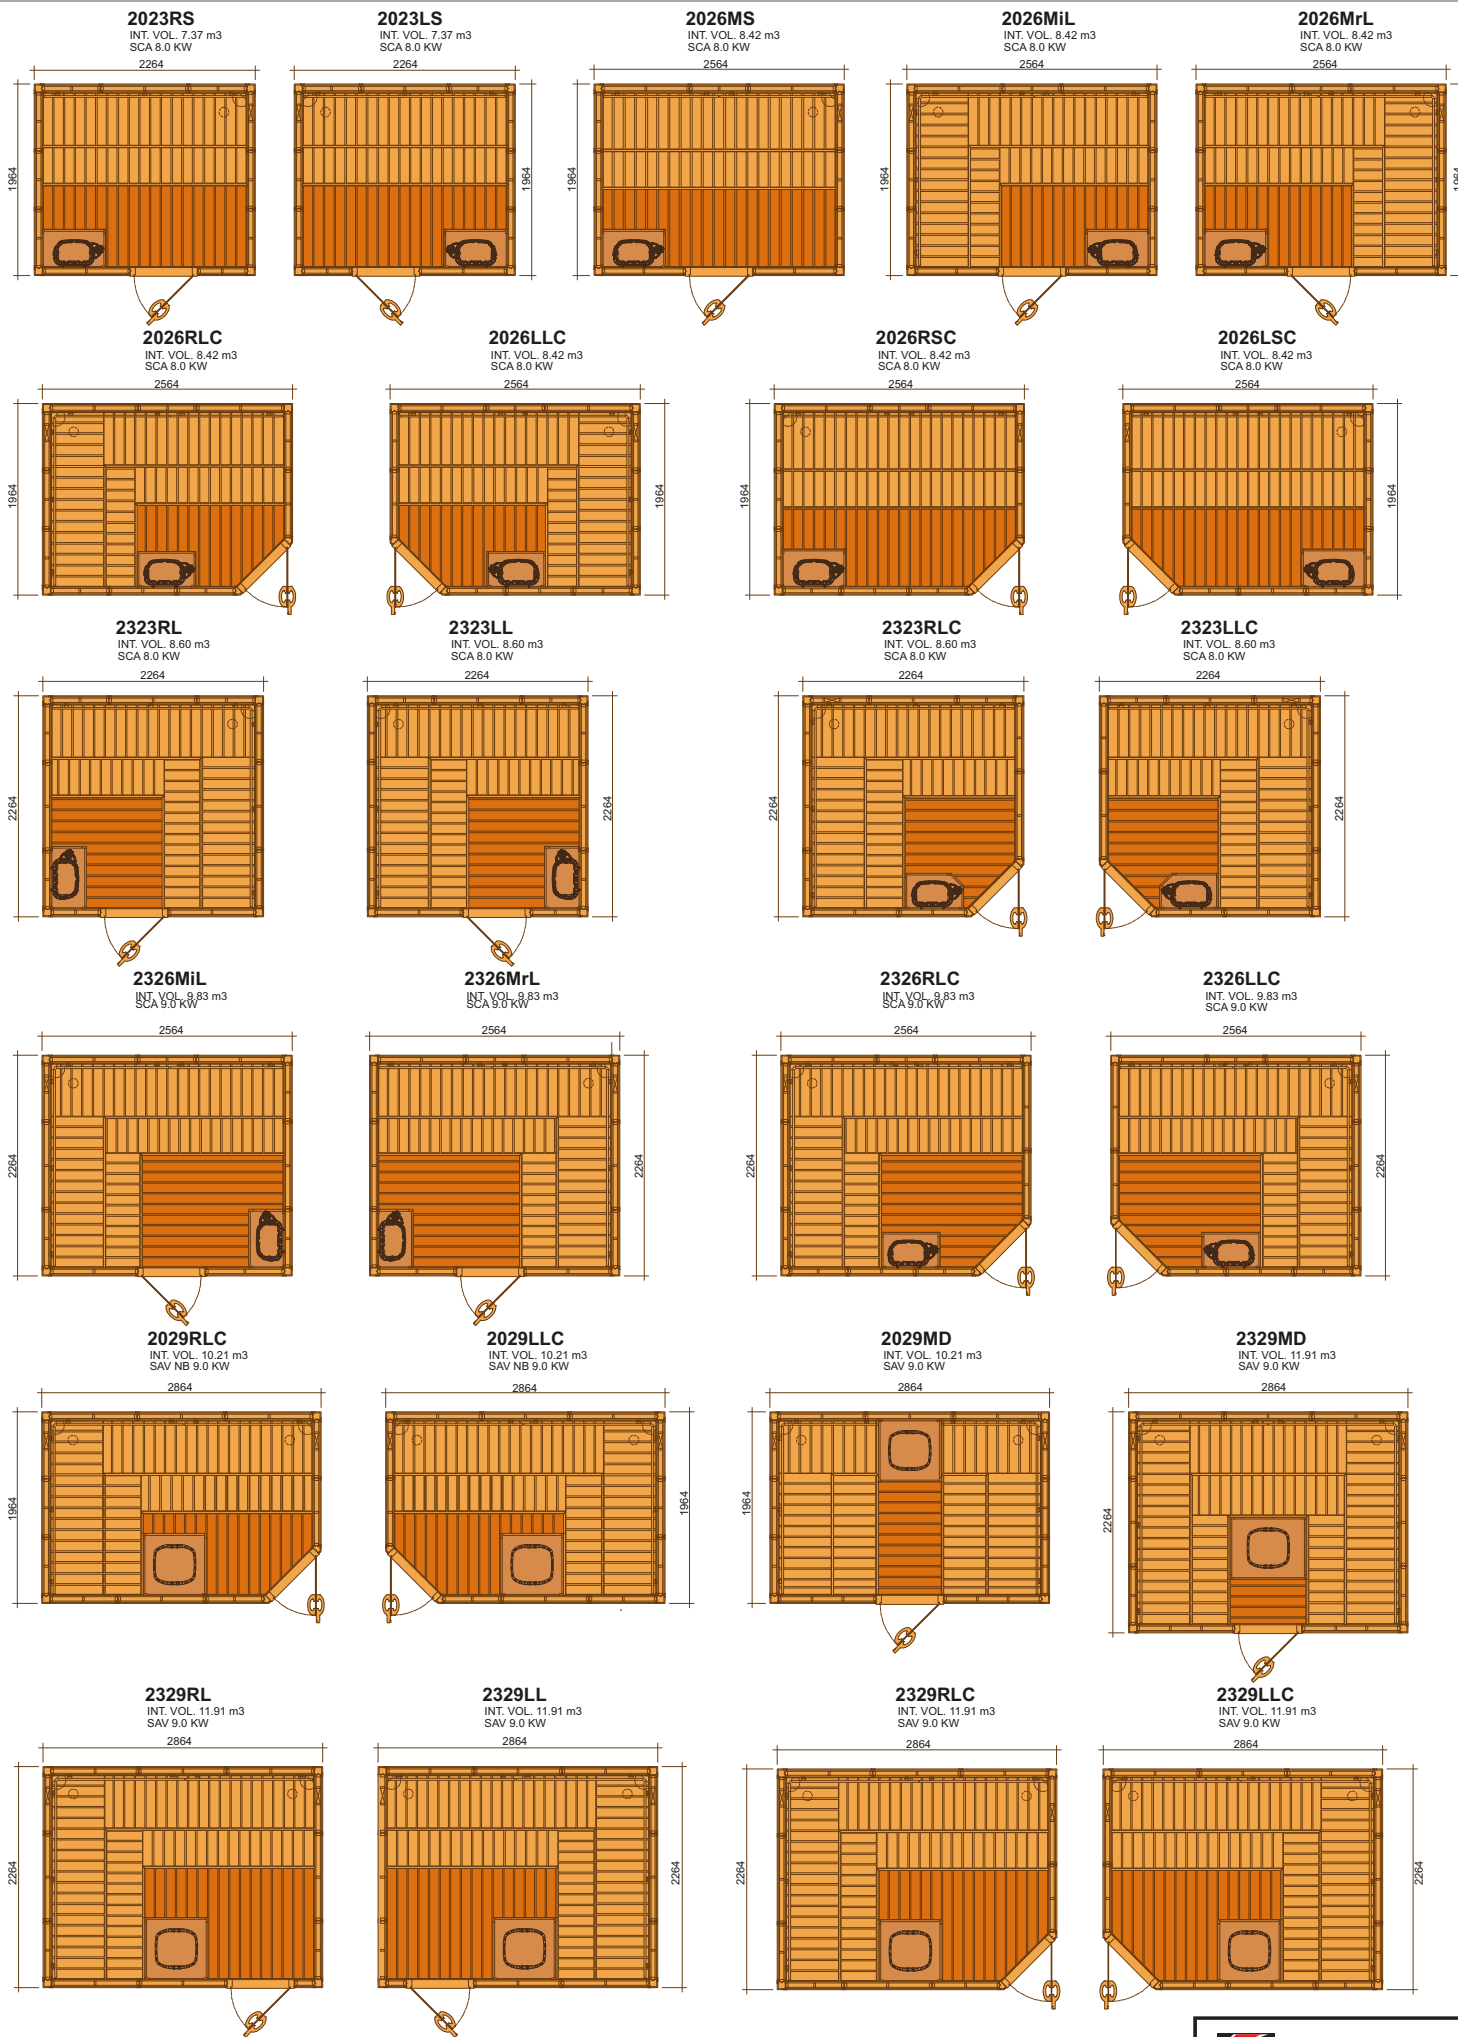 2023RS
INT. VOL. 7.37 m3
SCA 8.0 KW
2264
1964
2023LS
INT. VOL. 7.37 m3
SCA 8.0 KW
2264
1964
2026MS
INT. VOL. 8.42 m3
SCA 8.0 KW
2564
1964
2026MiL
INT. VOL. 8.42 m3
SCA 8.0 KW
2564
1964
2026MrL
INT. VOL. 8.42 m3
SCA 8.0 KW
2564
1964
2026RLC
INT. VOL. 8.42 m3
SCA 8.0 KW
2564
1964
2026LLC
INT. VOL. 8.42 m3
SCA 8.0 KW
2564
1964
2026RSC
INT. VOL. 8.42 m3
SCA 8.0 KW
2564
1964
2026LSC
INT. VOL. 8.42 m3
SCA 8.0 KW
2564
1964
2323RL
INT. VOL. 8.60 m3
SCA 8.0 KW
2264
2264
2323LL
INT. VOL. 8.60 m3
SCA 8.0 KW
2264
2264
2323RLC
INT. VOL. 8.60 m3
SCA 8.0 KW
2264
2264
2323LLC
INT. VOL. 8.60 m3
SCA 8.0 KW
2264
2264
2326MiL
INT. VOL. 9.83 m3
SCA 9.0 KW
2564
2264
2326MrL
INT. VOL. 9.83 m3
SCA 9.0 KW
2564
2264
2326RLC
INT. VOL. 9.83 m3
SCA 9.0 KW
2564
2264
2326LLC
INT. VOL. 9.83 m3
SCA 9.0 KW
2564
2264
2029RLC
INT. VOL. 10.21 m3
SAV NB 9.0 KW
2864
1964
2029LLC
INT. VOL. 10.21 m3
SAV NB 9.0 KW
2864
1964
2029MD
INT. VOL. 10.21 m3
SAV 9.0 KW
2864
1964
2329MD
INT. VOL. 11.91 m3
SAV 9.0 KW
2864
2264
2329RL
INT. VOL. 11.91 m3
SAV 9.0 KW
2864
2264
2329LL
INT. VOL. 11.91 m3
SAV 9.0 KW
2864
2264
2329RLC
INT. VOL. 11.91 m3
SAV 9.0 KW
2864
2264
2329LLC
INT. VOL. 11.91 m3
SAV 9.0 KW
2864
2264